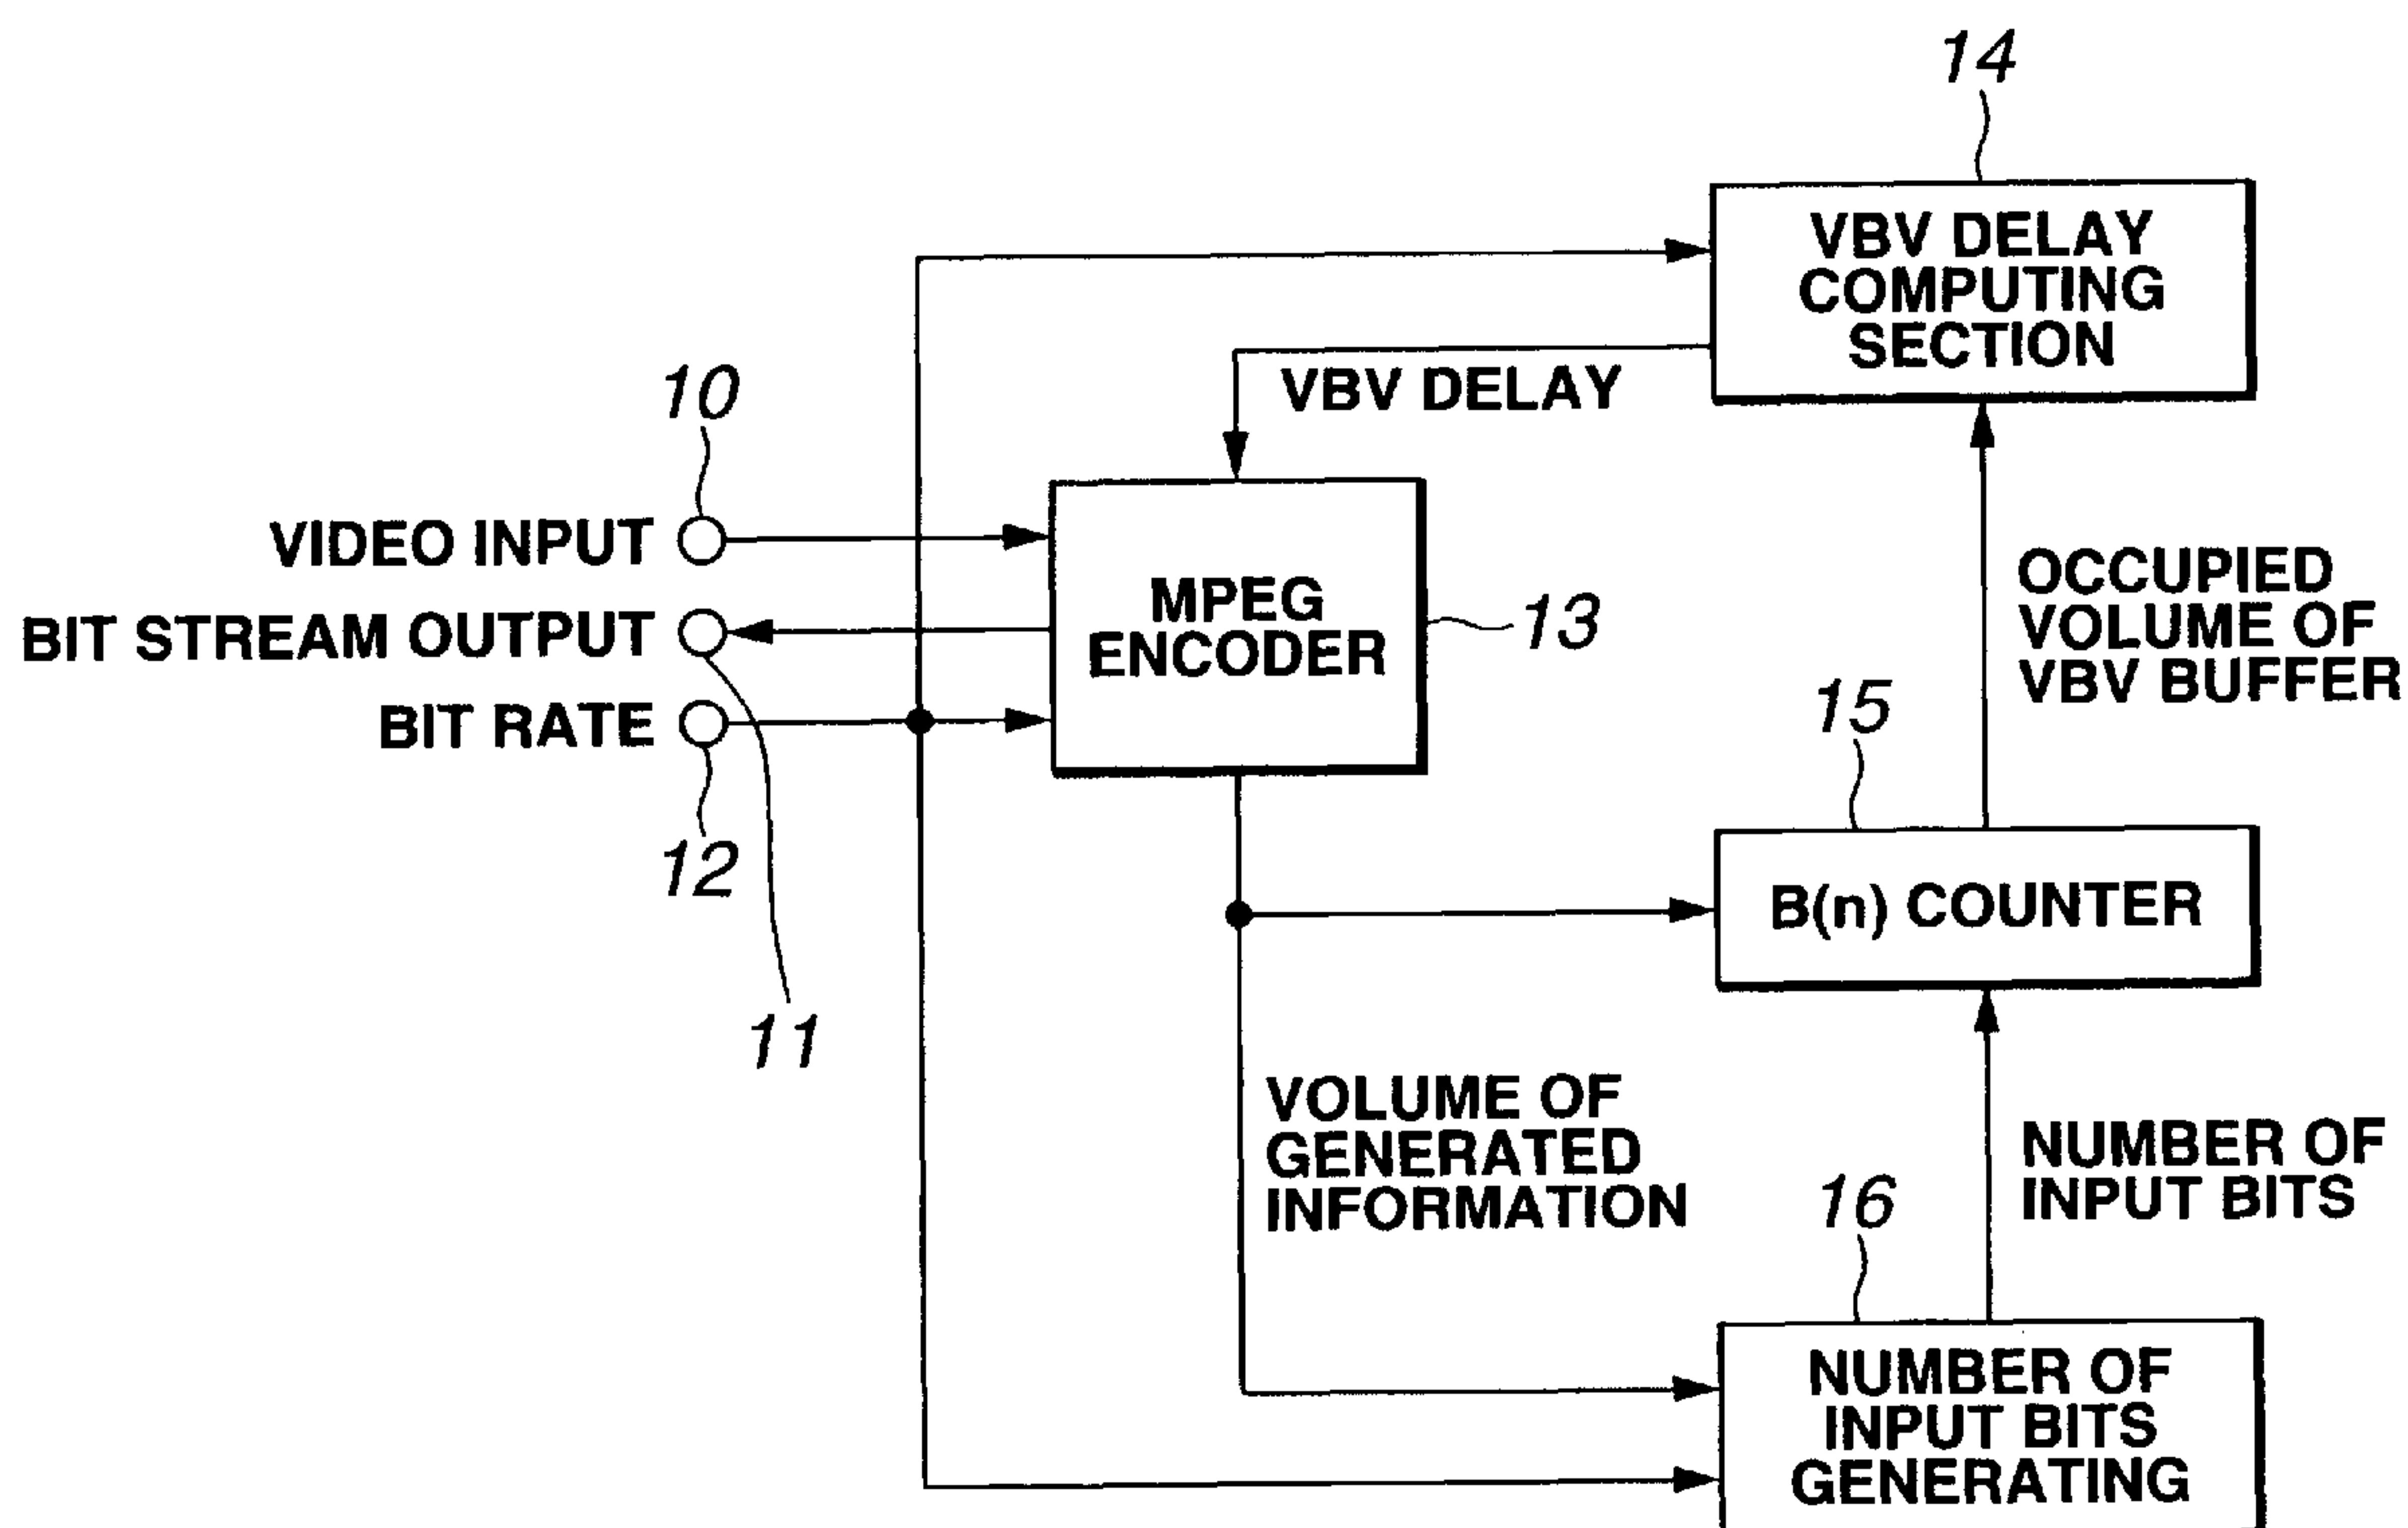 14
VBV DELAY
COMPUTING
SECTION
VBV DELAY
10
VIDEO INPUT
BIT STREAM OUTPUT
BIT RATE
12
11
MPEG
ENCODER
13
OCCUPIED
VOLUME OF
VBV BUFFER
15
B(n) COUNTER
VOLUME OF
GENERATED
INFORMATION
NUMBER OF
INPUT BITS
16
NUMBER OF
INPUT BITS
GENERATING